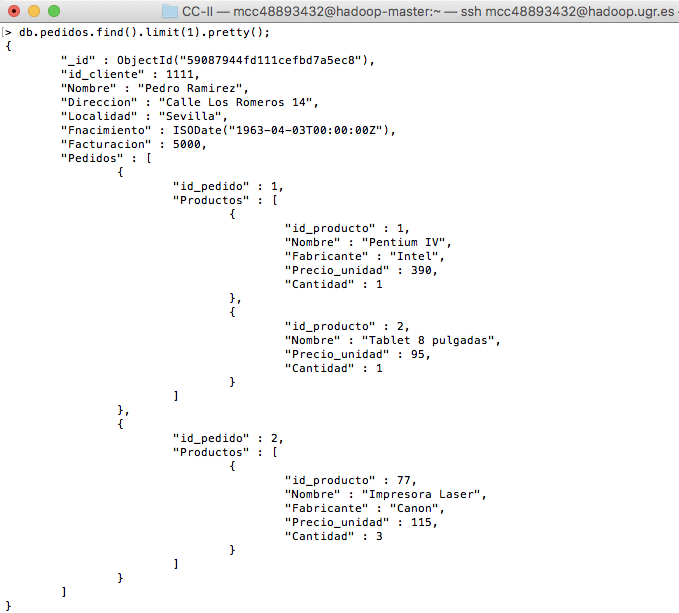 CC-II — mcc48893432@hadoop-master:~ — ssh mcc48893432@hadoop.ugr.es
> db.pedidos.find().limit(1).pretty();
{
        "_id" : ObjectId("59087944fd111cefbd7a5ec8"),
        "id_cliente" : 1111,
        "Nombre" : "Pedro Ramirez",
        "Direccion" : "Calle Los Romeros 14",
        "Localidad" : "Sevilla",
        "Fnacimiento" : ISODate("1963-04-03T00:00:00Z"),
        "Facturacion" : 5000,
        "Pedidos" : [
                {
                        "id_pedido" : 1,
                        "Productos" : [
                                {
                                        "id_producto" : 1,
                                        "Nombre" : "Pentium IV",
                                        "Fabricante" : "Intel",
                                        "Precio_unidad" : 390,
                                        "Cantidad" : 1
                                },
                                {
                                        "id_producto" : 2,
                                        "Nombre" : "Tablet 8 pulgadas",
                                        "Precio_unidad" : 95,
                                        "Cantidad" : 1
                                }
                        ]
                },
                {
                        "id_pedido" : 2,
                        "Productos" : [
                                {
                                        "id_producto" : 77,
                                        "Nombre" : "Impresora Laser",
                                        "Fabricante" : "Canon",
                                        "Precio_unidad" : 115,
                                        "Cantidad" : 3
                                }
                        ]
                }
        ]
}